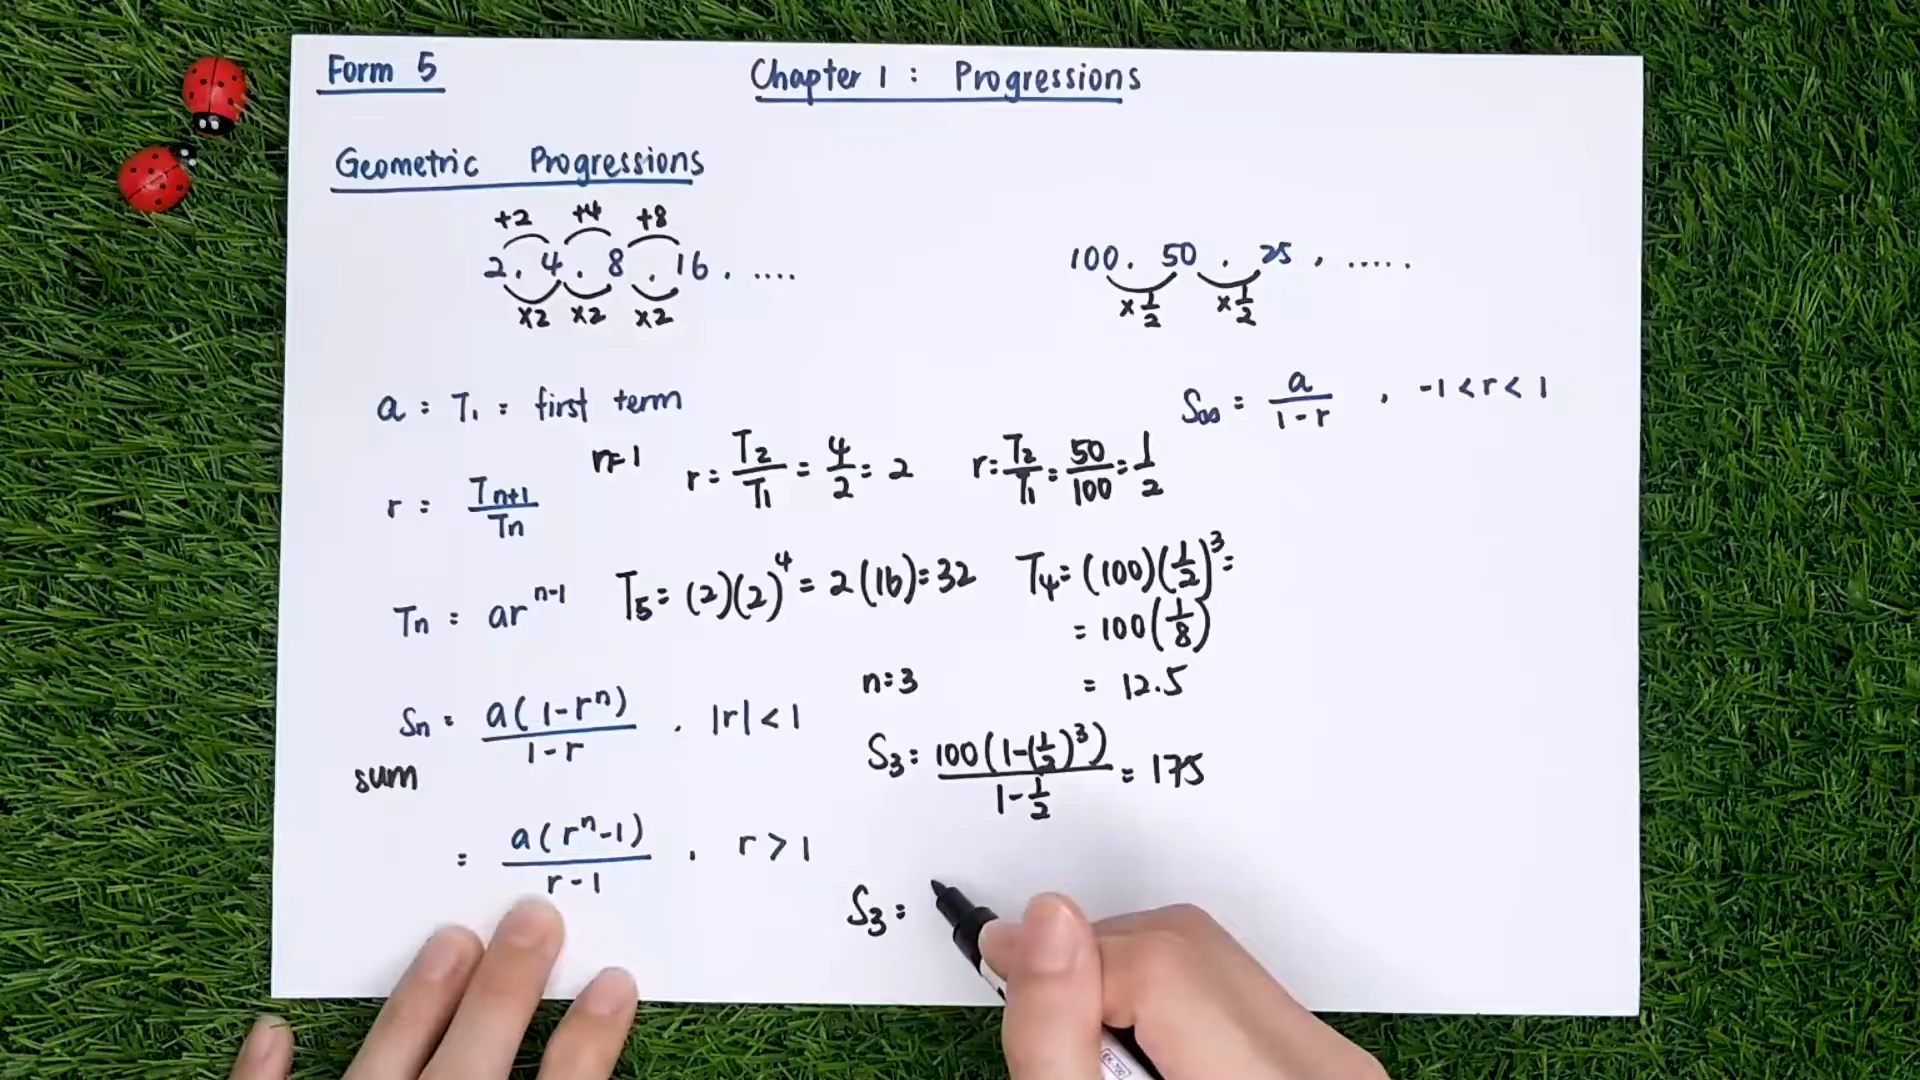 Form 5
Chapter 1 : Progressions
Geometric Progressions
+2 +4 +8
2, 4, 8, 16, ....
×2 ×2 ×2
100, 50, 25, .....
×1/2 ×1/2
a = T₁ = first term
S∞ = a/(1-r) , -1 < r < 1
n=1
r = Tn+1/Tn
r = T₂/T₁ = 4/2 = 2
r = T₂/T₁ = 50/100 = 1/2
Tn = ar^(n-1)
T₅ = (2)(2)⁴ = 2(16) = 32
T₄ = (100)(1/2)³ =
= 100(1/8)
= 12.5
n=3
Sn = a(1-rⁿ)/(1-r) , |r| < 1
sum
S₃ = 100(1-(1/2)³)/(1-1/2) = 175
= a(rⁿ-1)/(r-1) , r > 1
S₃ =